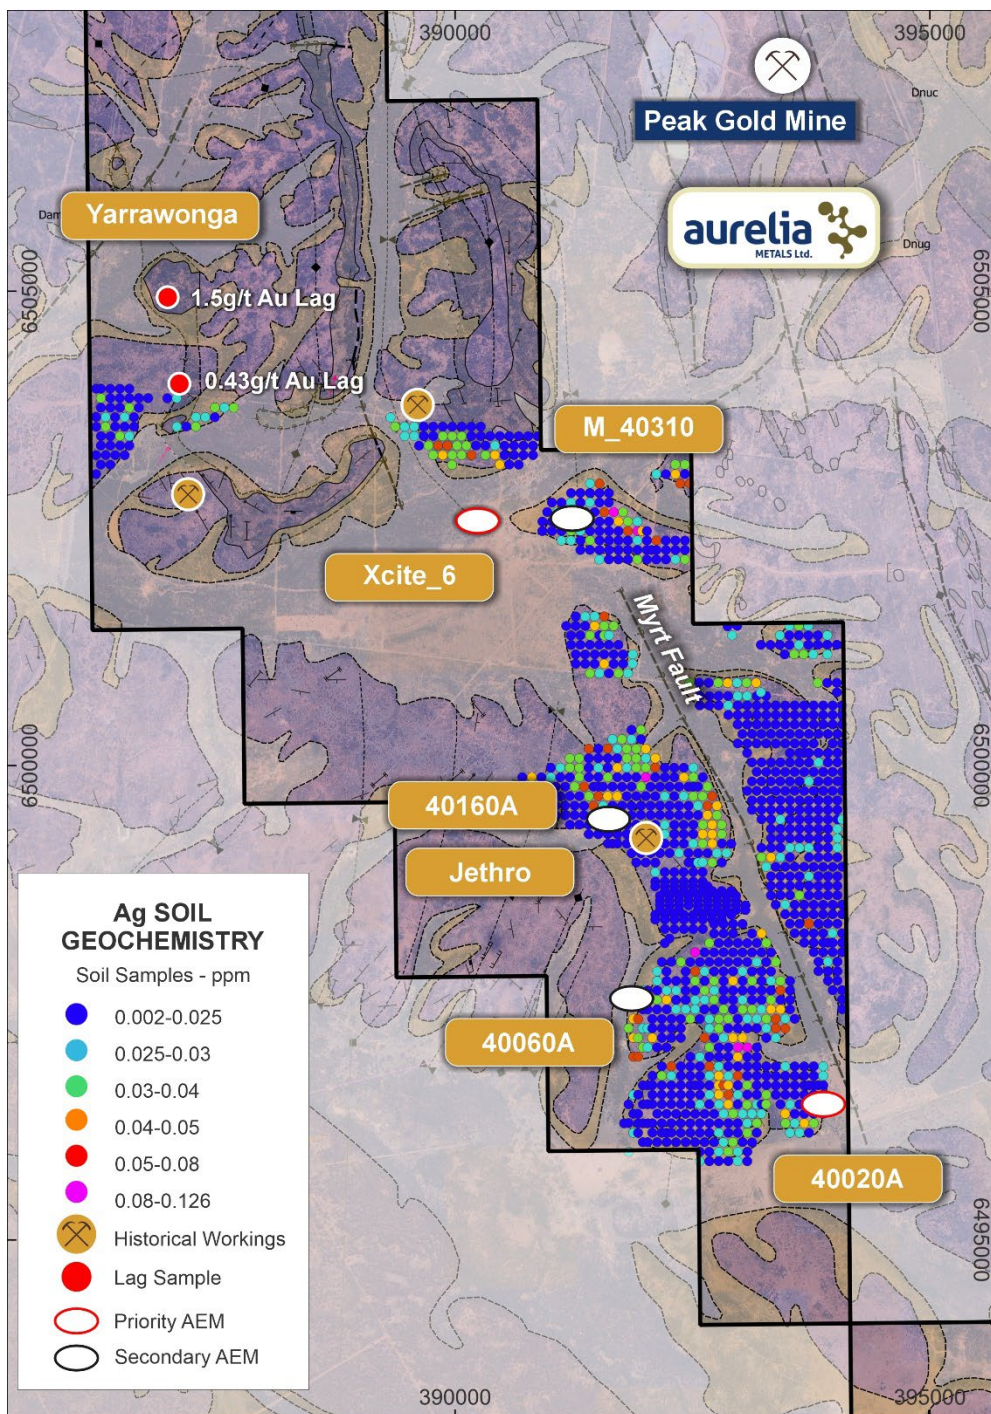 390000
395000
Peak Gold Mine
Dnuc
aurelia
METALS Ltd.
Dnug
Yarrawonga
6505000
6505000
1.5g/t Au Lag
0.43g/t Au Lag
M_40310
Xcite_6
Myrt Fault
6500000
6500000
40160A
Jethro
40060A
40020A
6495000
Ag SOIL
GEOCHEMISTRY
Soil Samples - ppm
0.002-0.025
0.025-0.03
0.03-0.04
0.04-0.05
0.05-0.08
0.08-0.126
Historical Workings
Lag Sample
Priority AEM
Secondary AEM
390000
395000